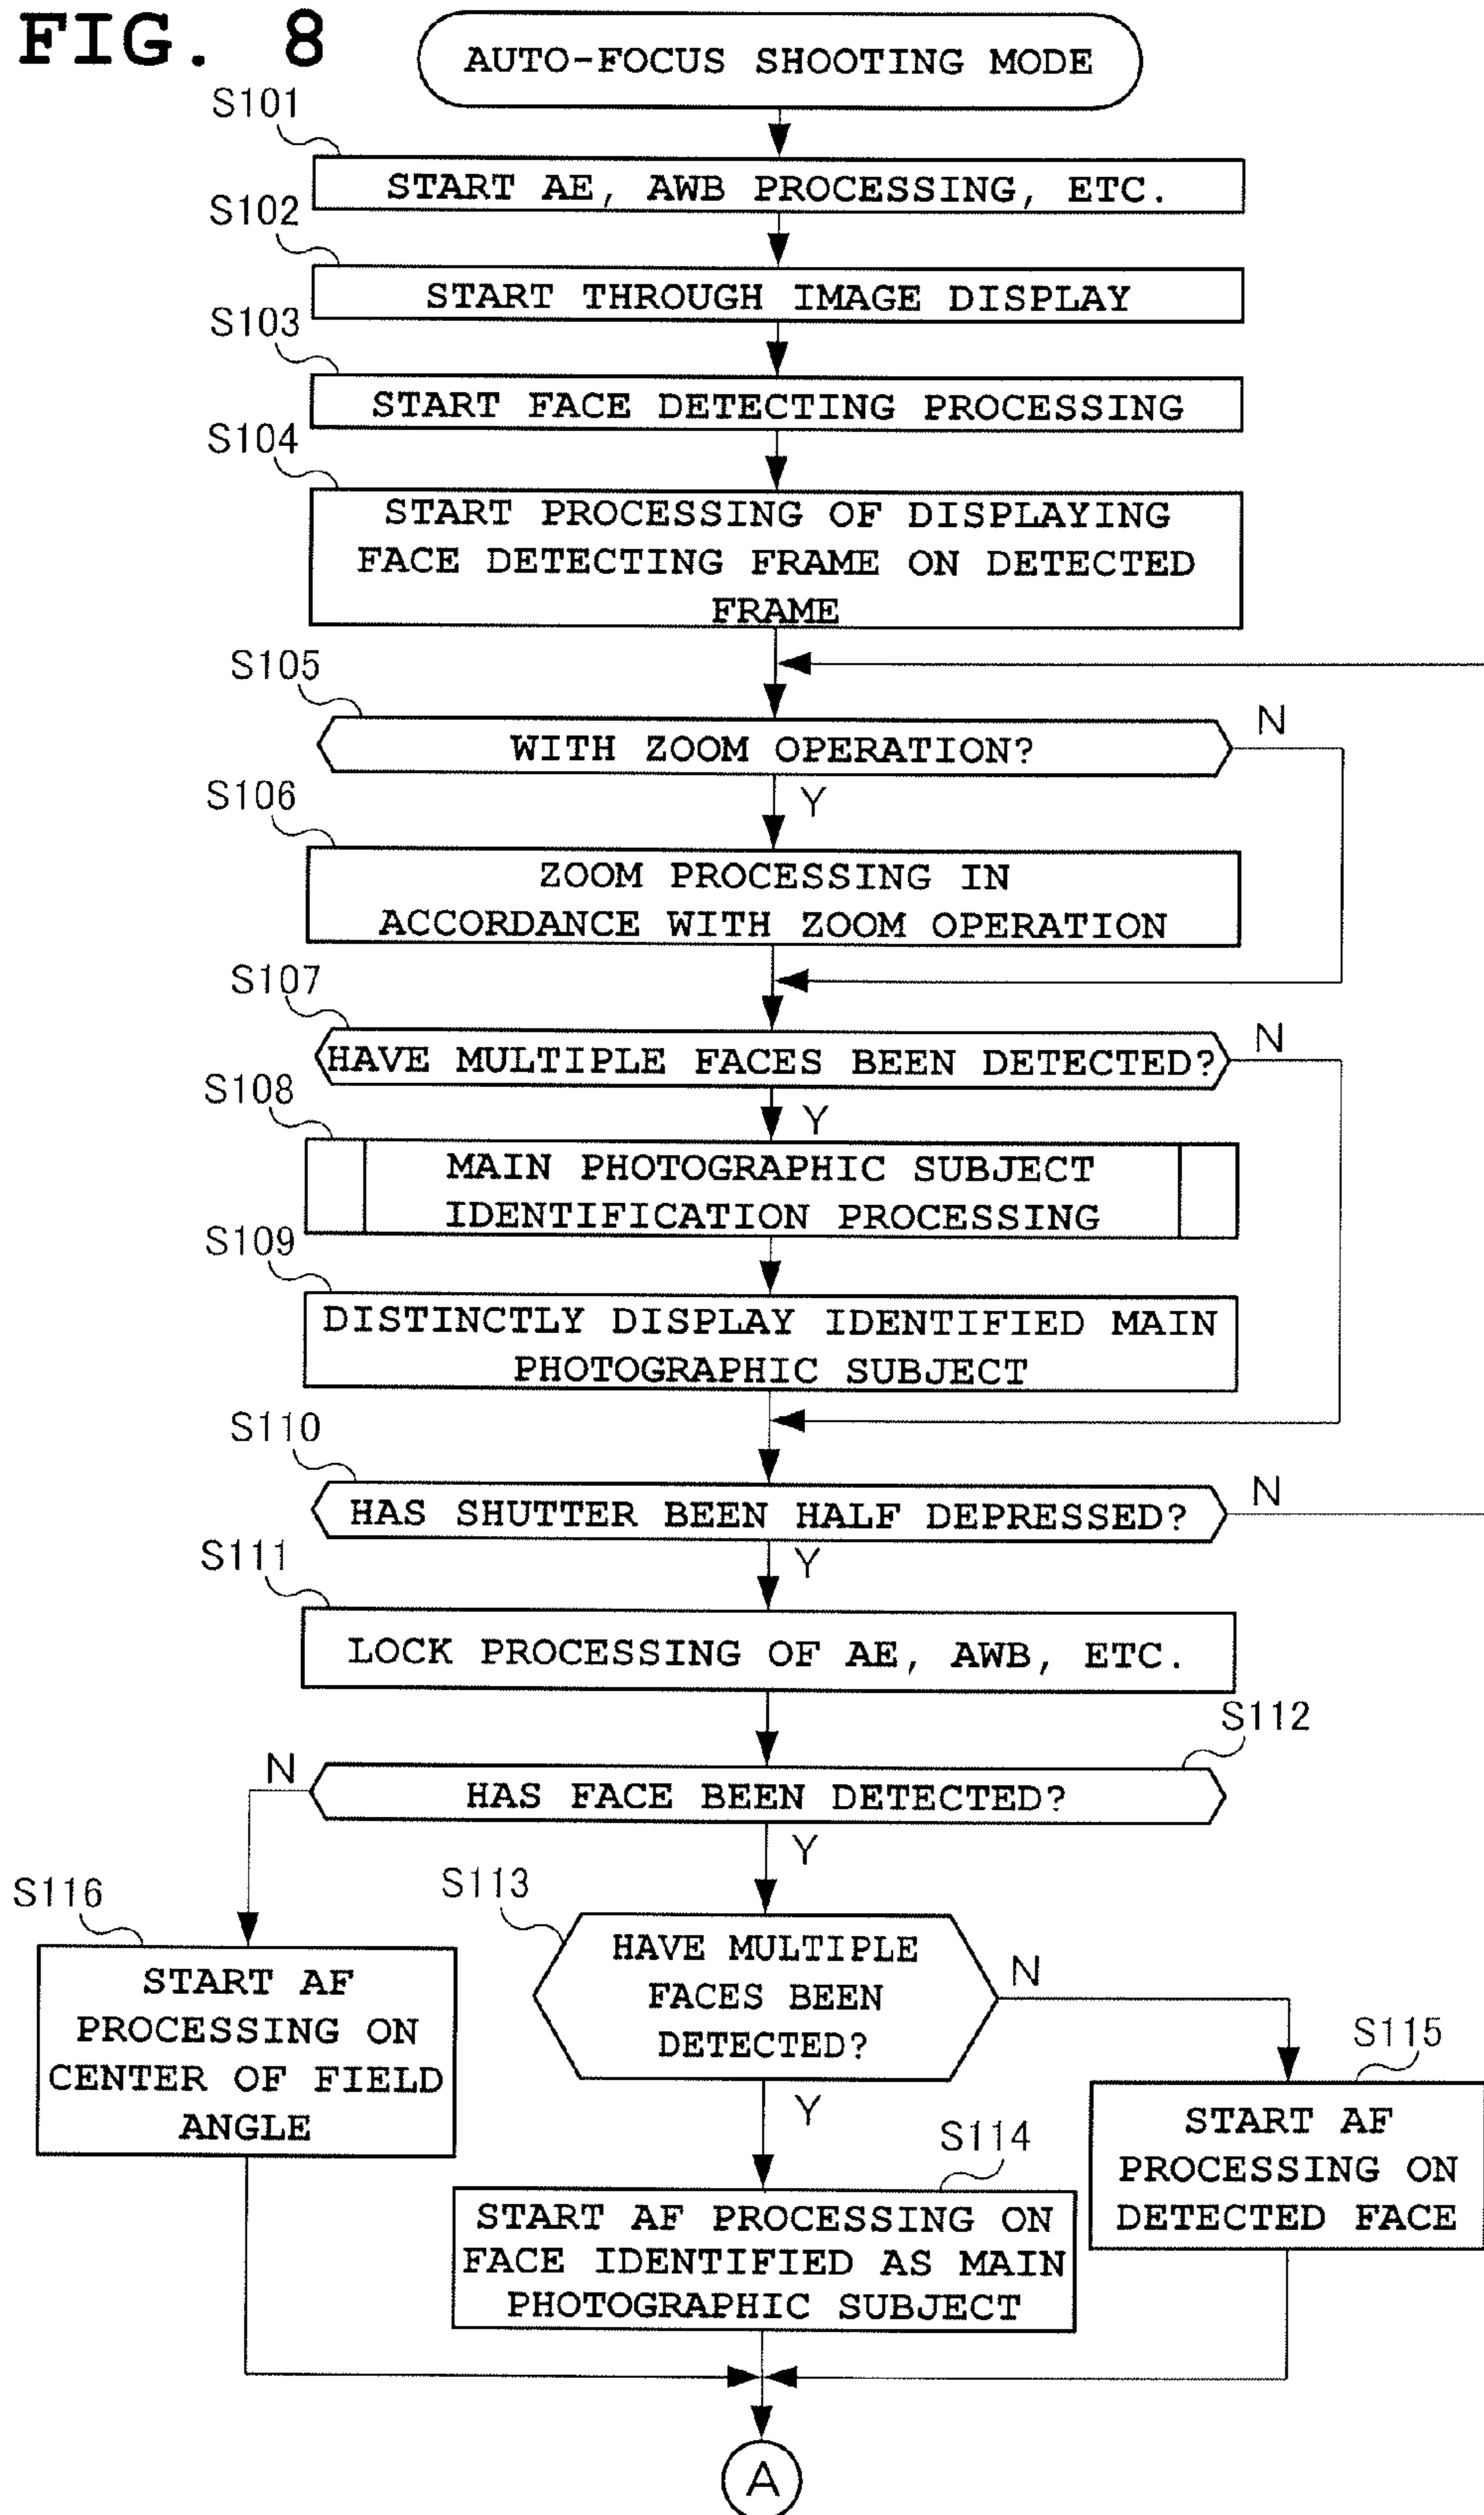 FIG. 8
AUTO-FOCUS SHOOTING MODE
S101
START AE, AWB PROCESSING, ETC.
S102
START THROUGH IMAGE DISPLAY
S103
START FACE DETECTING PROCESSING
S104
START PROCESSING OF DISPLAYING
FACE DETECTING FRAME ON DETECTED
FRAME
S105
WITH ZOOM OPERATION?
N
Y
S106
ZOOM PROCESSING IN
ACCORDANCE WITH ZOOM OPERATION
S107
HAVE MULTIPLE FACES BEEN DETECTED?
N
Y
S108
MAIN PHOTOGRAPHIC SUBJECT
IDENTIFICATION PROCESSING
S109
DISTINCTLY DISPLAY IDENTIFIED MAIN
PHOTOGRAPHIC SUBJECT
S110
HAS SHUTTER BEEN HALF DEPRESSED?
N
Y
S111
LOCK PROCESSING OF AE, AWB, ETC.
S112
HAS FACE BEEN DETECTED?
N
Y
S116
START AF
PROCESSING ON
CENTER OF FIELD
ANGLE
S113
HAVE MULTIPLE
FACES BEEN
DETECTED?
N
Y
S115
START AF
PROCESSING ON
DETECTED FACE
S114
START AF PROCESSING ON
FACE IDENTIFIED AS MAIN
PHOTOGRAPHIC SUBJECT
A